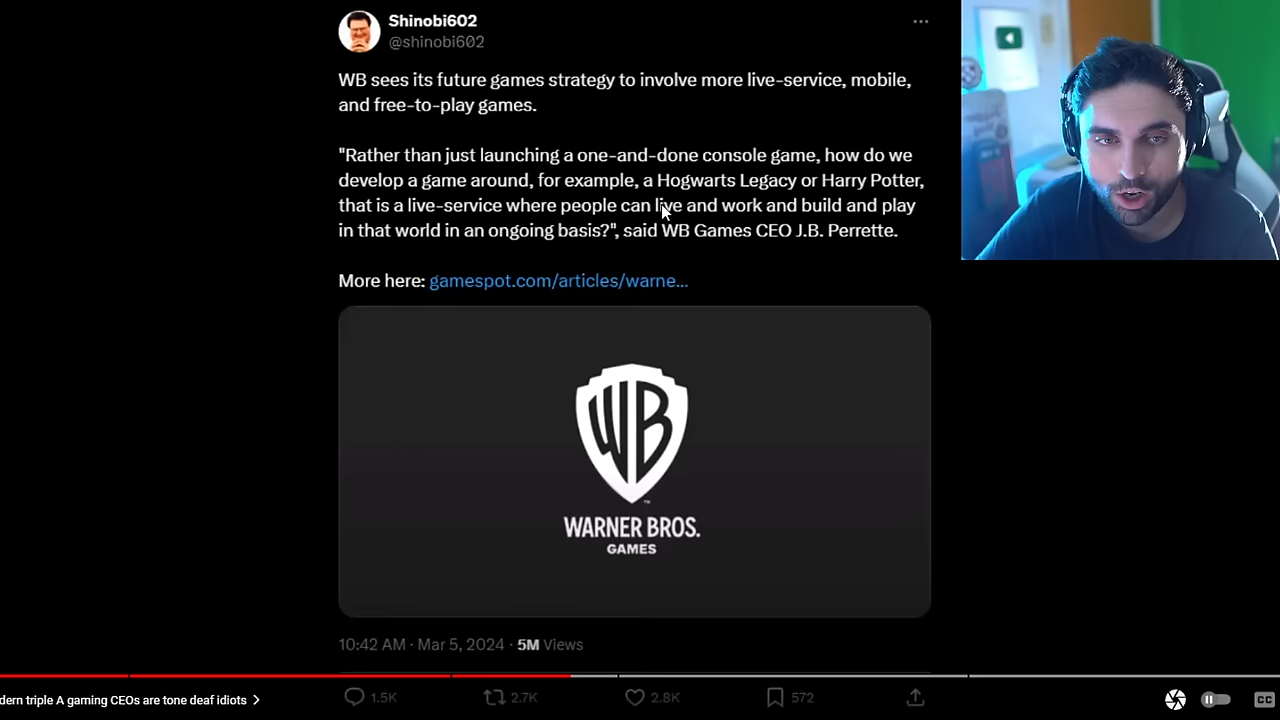 Shinobi602
@shinobi602
WB sees its future games strategy to involve more live-service, mobile,
and free-to-play games.
"Rather than just launching a one-and-done console game, how do we
develop a game around, for example, a Hogwarts Legacy or Harry Potter,
that is a live-service where people can live and work and build and play
in that world in an ongoing basis?", said WB Games CEO J.B. Perrette.
More here: gamespot.com/articles/warne...
WB
TM
WARNER BROS.
GAMES
10:42 AM · Mar 5, 2024 · 5M Views
1.5K 2.7K 2.8K 572
dern triple A gaming CEOs are tone deaf idiots
CC